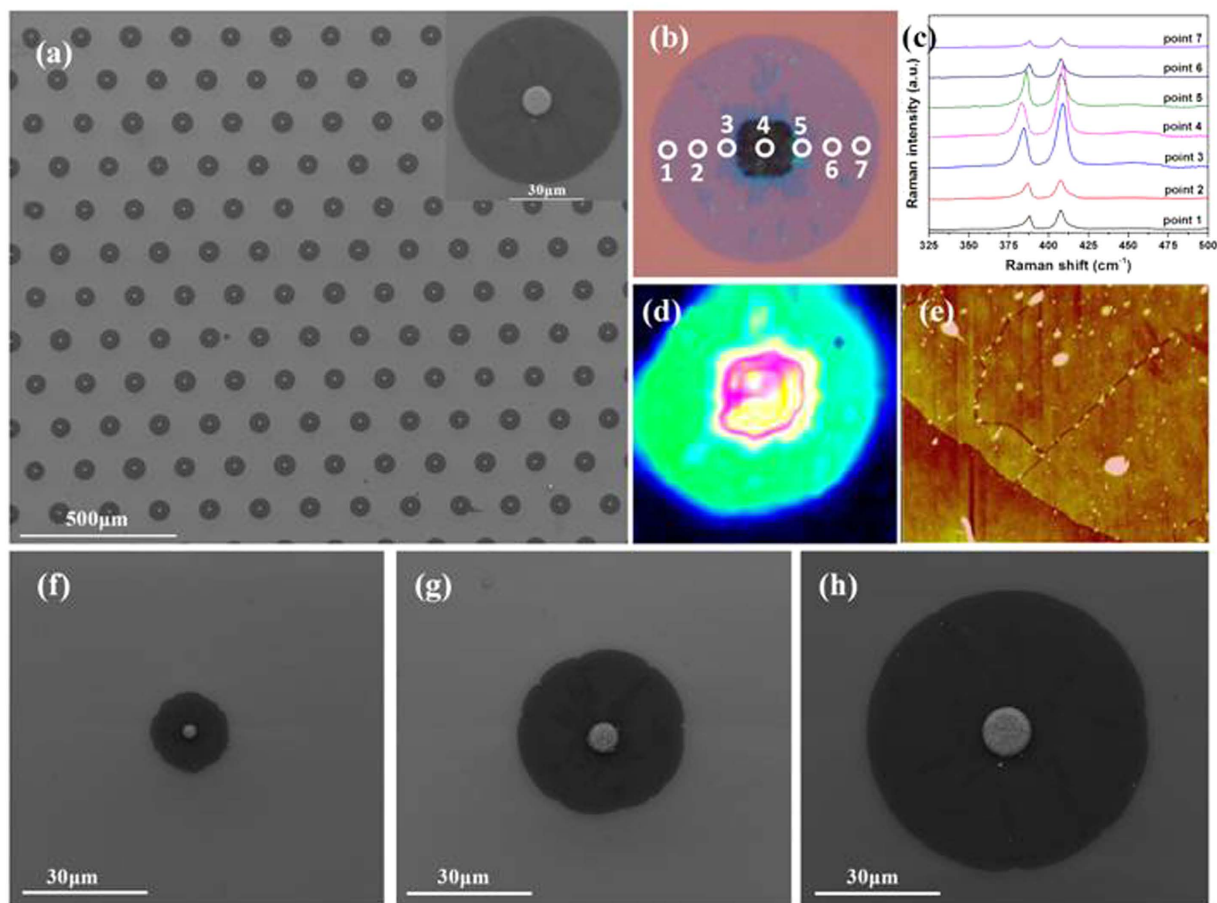 (a)
30μm
500μm
(b)
1
2
3
4
5
6
7
(c)
Raman intensity (a.u.)
point 7
point 6
point 5
point 4
point 3
point 2
point 1
325 350 375 400 425 450 475 500
Raman shift (cm⁻¹)
(d)
(e)
(f)
30μm
(g)
30μm
(h)
30μm